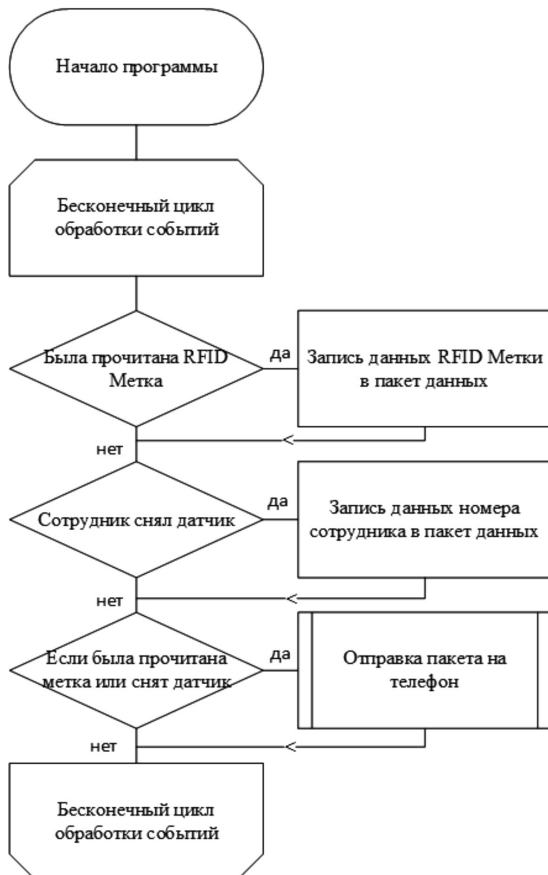 Начало программы
Бесконечный цикл
обработки событий
Была прочитана RFID
Метка
да
Запись данных RFID Метки
в пакет данных
нет
Сотрудник снял датчик
да
Запись данных номера
сотрудника в пакет данных
нет
Если была прочитана
метка или снят датчик
да
Отправка пакета на
телефон
нет
Бесконечный цикл
обработки событий